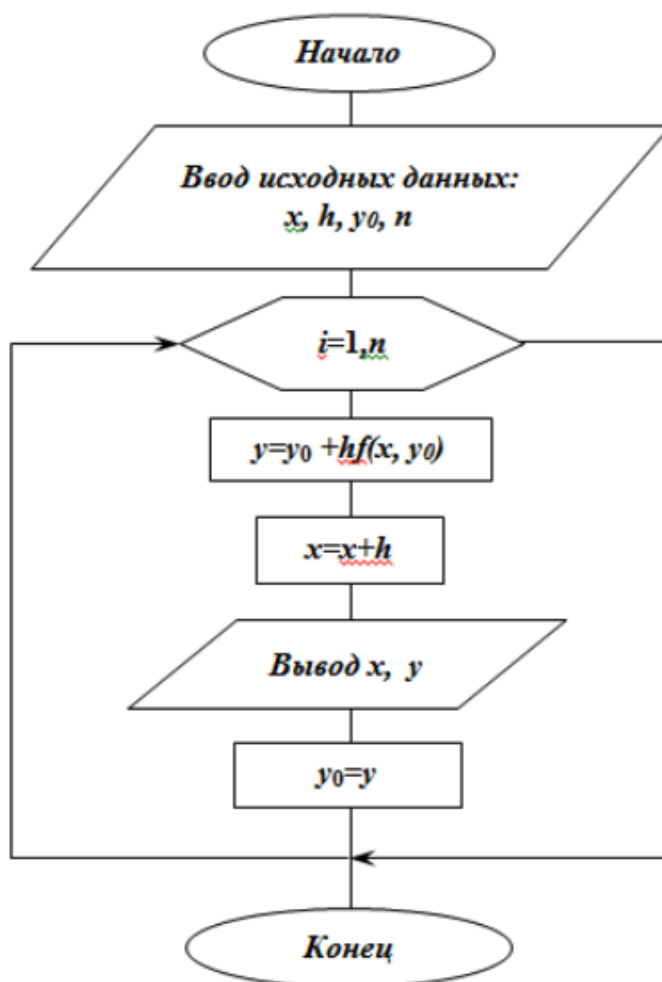 Начало
Ввод исходных данных:
x, h, y₀, n
i=1,n
y=y₀ +hf(x, y₀)
x=x+h
Вывод x, y
y₀=y
Конец